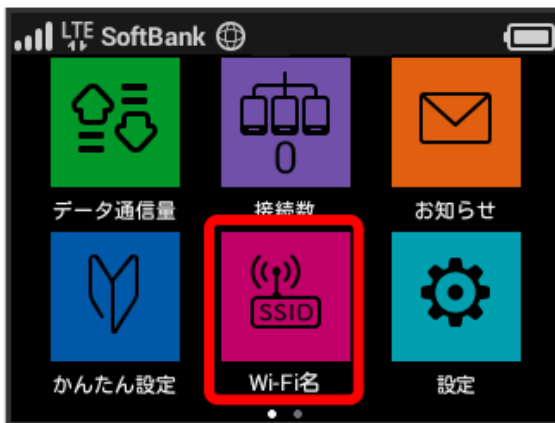 LTE SoftBank
0
データ通信量 接続数 お知らせ
SSID
かんたん設定 Wi-Fi名 設定